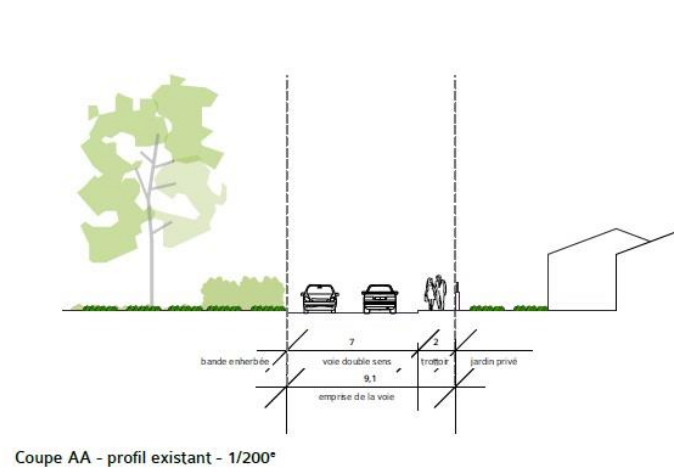 7 2
bande enherbée voie double sens trottoir jardin privé
9,1
emprise de la voie
Coupe AA - profil existant - 1/200ᵉ